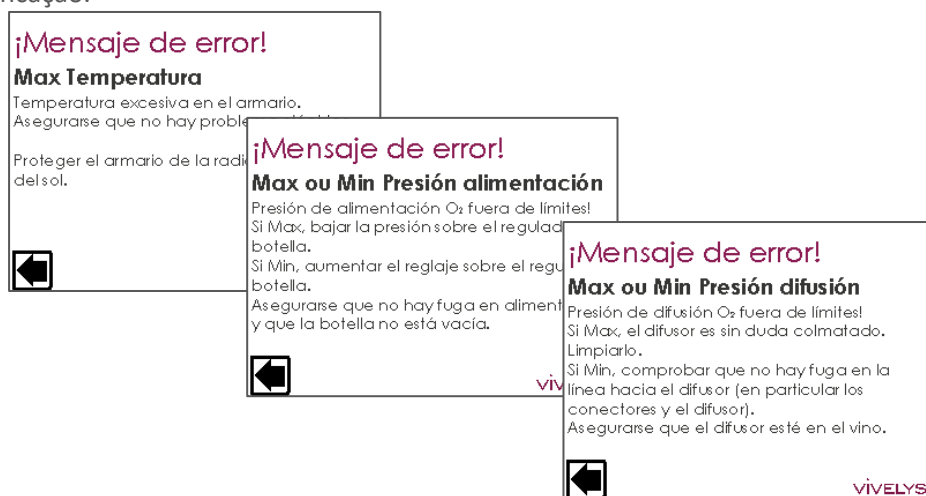 ¡Mensaje de error!
Max Temperatura
Temperatura excesiva en el armario.
Asegurarse que no hay
Proteger el armario de la
del sol.
¡Mensaje de error!
Max ou Min Presión alimentación
Presión de alimentación O₂ fuera de límites!
Si Max, bajar la presión sobre el
botella.
Si Min, aumentar el reglaje sobre el
botella.
Asegurarse que no hay fuga en
y que la botella no está vacía.
¡Mensaje de error!
Max ou Min Presión difusión
Presión de difusión O₂ fuera de límites!
Si Max, el difusor es sin duda colmatado.
Limpiarlo.
Si Min, comprobar que no hay fuga en la
línea hacia el difusor (en particular los
conectores y el difusor).
Asegurarse que el difusor esté en el vino.
VIVELYS